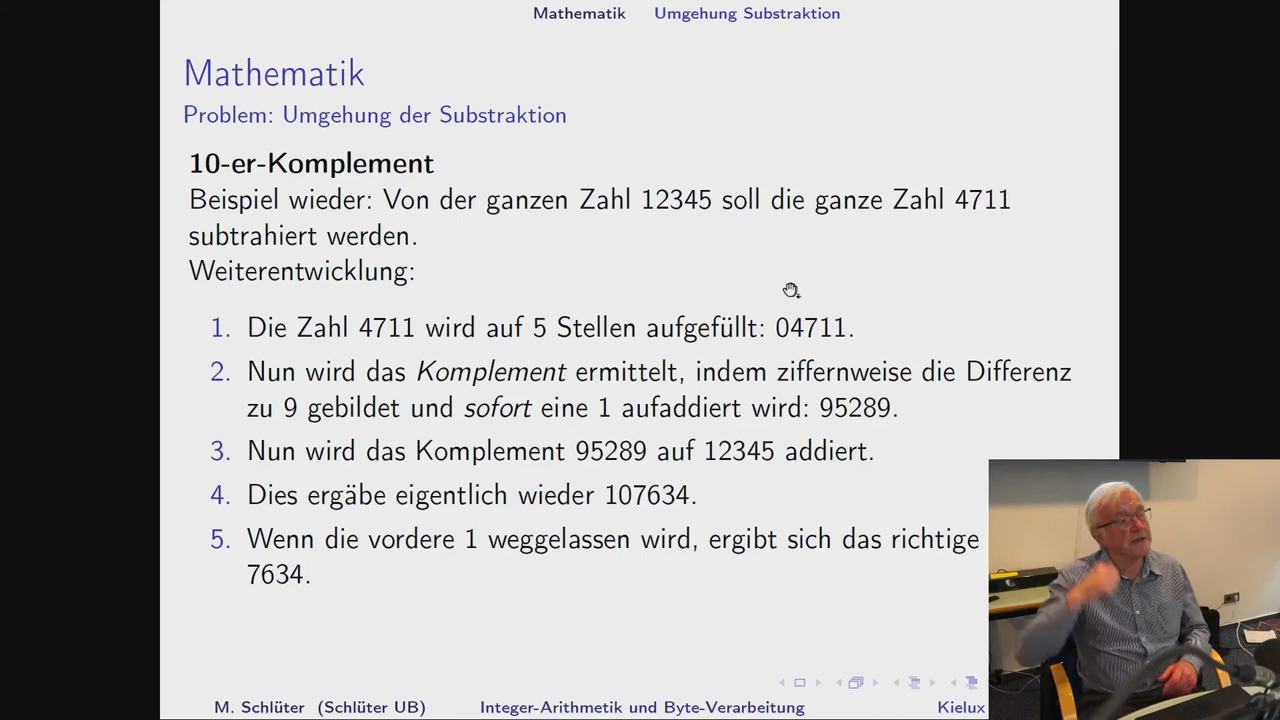 Mathematik Umgehung Substraktion
Mathematik
Problem: Umgehung der Substraktion
10-er-Komplement
Beispiel wieder: Von der ganzen Zahl 12345 soll die ganze Zahl 4711
subtrahiert werden.
Weiterentwicklung:
1. Die Zahl 4711 wird auf 5 Stellen aufgefüllt: 04711.
2. Nun wird das Komplement ermittelt, indem ziffernweise die Differenz
zu 9 gebildet und sofort eine 1 aufaddiert wird: 95289.
3. Nun wird das Komplement 95289 auf 12345 addiert.
4. Dies ergäbe eigentlich wieder 107634.
5. Wenn die vordere 1 weggelassen wird, ergibt sich das richtige
7634.
M. Schlüter (Schlüter UB) Integer-Arithmetik und Byte-Verarbeitung Kielux